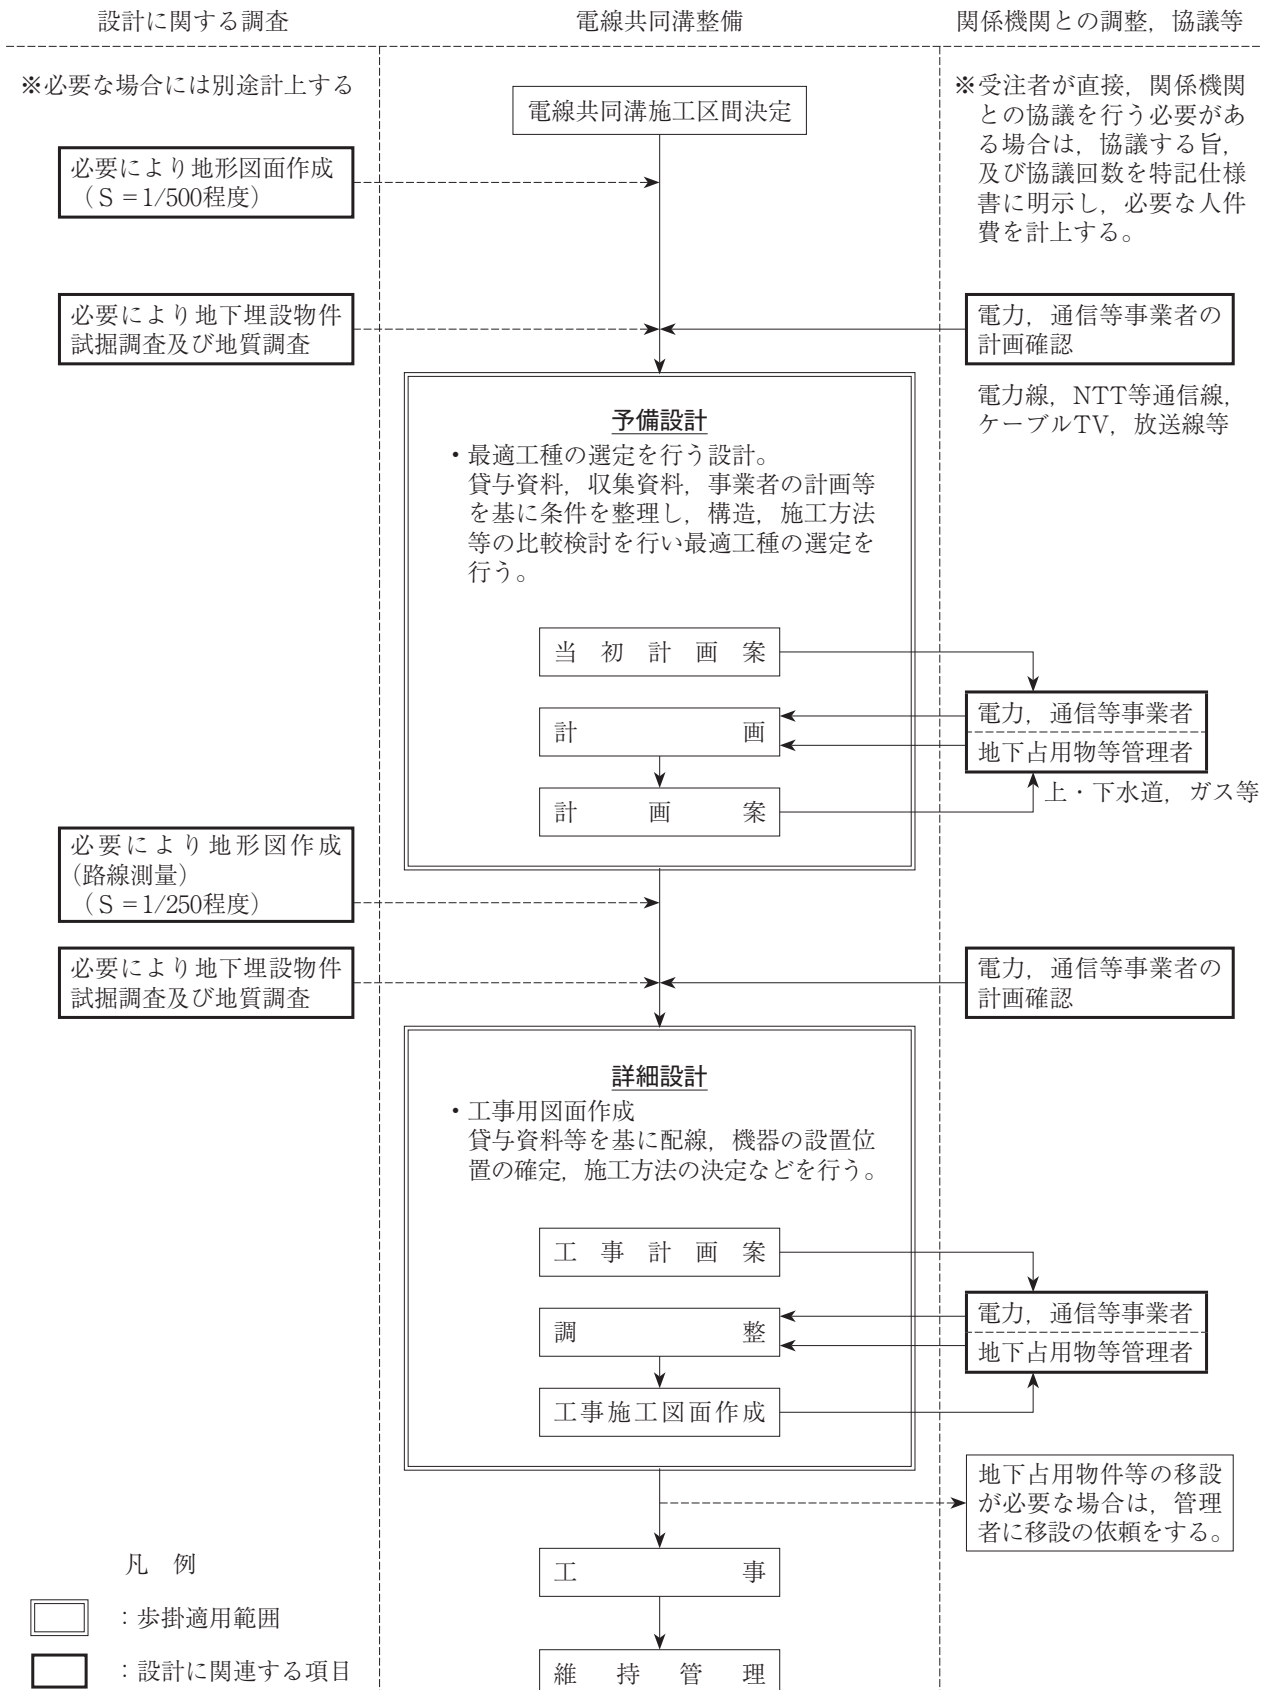 設計に関する調査
電線共同溝整備
関係機関との調整，協議等
※必要な場合には別途計上する
※受注者が直接，関係機関
との協議を行う必要があ
る場合は，協議する旨，
及び協議回数を特記仕様
書に明示し，必要な人件
費を計上する。
電線共同溝施工区間決定
必要により地形図面作成
（S＝1/500程度）
必要により地下埋設物件
試掘調査及び地質調査
電力，通信等事業者の
計画確認
電力線，NTT等通信線，
ケーブルTV，放送線等
予備設計
・最適工種の選定を行う設計。
貸与資料，収集資料，事業者の計画等
を基に条件を整理し，構造，施工方法
等の比較検討を行い最適工種の選定を
行う。
当初計画案
計画
計画案
電力，通信等事業者
地下占用物等管理者
上・下水道，ガス等
必要により地形図作成
（路線測量）
（S＝1/250程度）
必要により地下埋設物件
試掘調査及び地質調査
電力，通信等事業者の
計画確認
詳細設計
・工事用図面作成
貸与資料等を基に配線，機器の設置位
置の確定，施工方法の決定などを行う。
工事計画案
調整
工事施工図面作成
電力，通信等事業者
地下占用物等管理者
地下占用物件等の移設
が必要な場合は，管理
者に移設の依頼をする。
工事
維持管理
凡例
：歩掛適用範囲
：設計に関連する項目